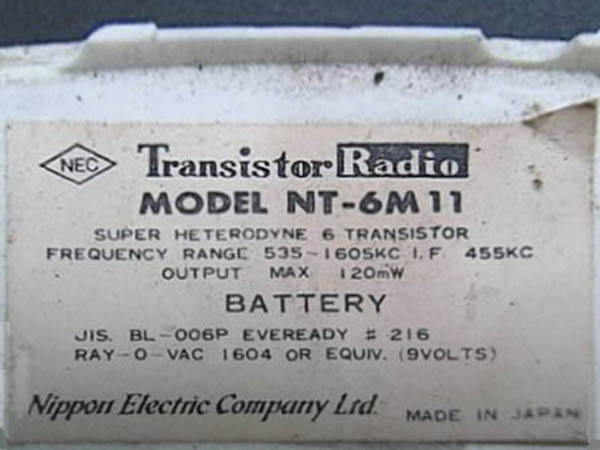 NEC Transistor Radio
MODEL NT-6M11
SUPER HETERODYNE 6 TRANSISTOR
FREQUENCY RANGE 535-1605KC I.F. 455KC
OUTPUT MAX 120mW
BATTERY
JIS. BL-006P EVEREADY # 216
RAY-O-VAC 1604 OR EQUIV. (9VOLTS)
Nippon Electric Company Ltd. MADE IN JAPAN